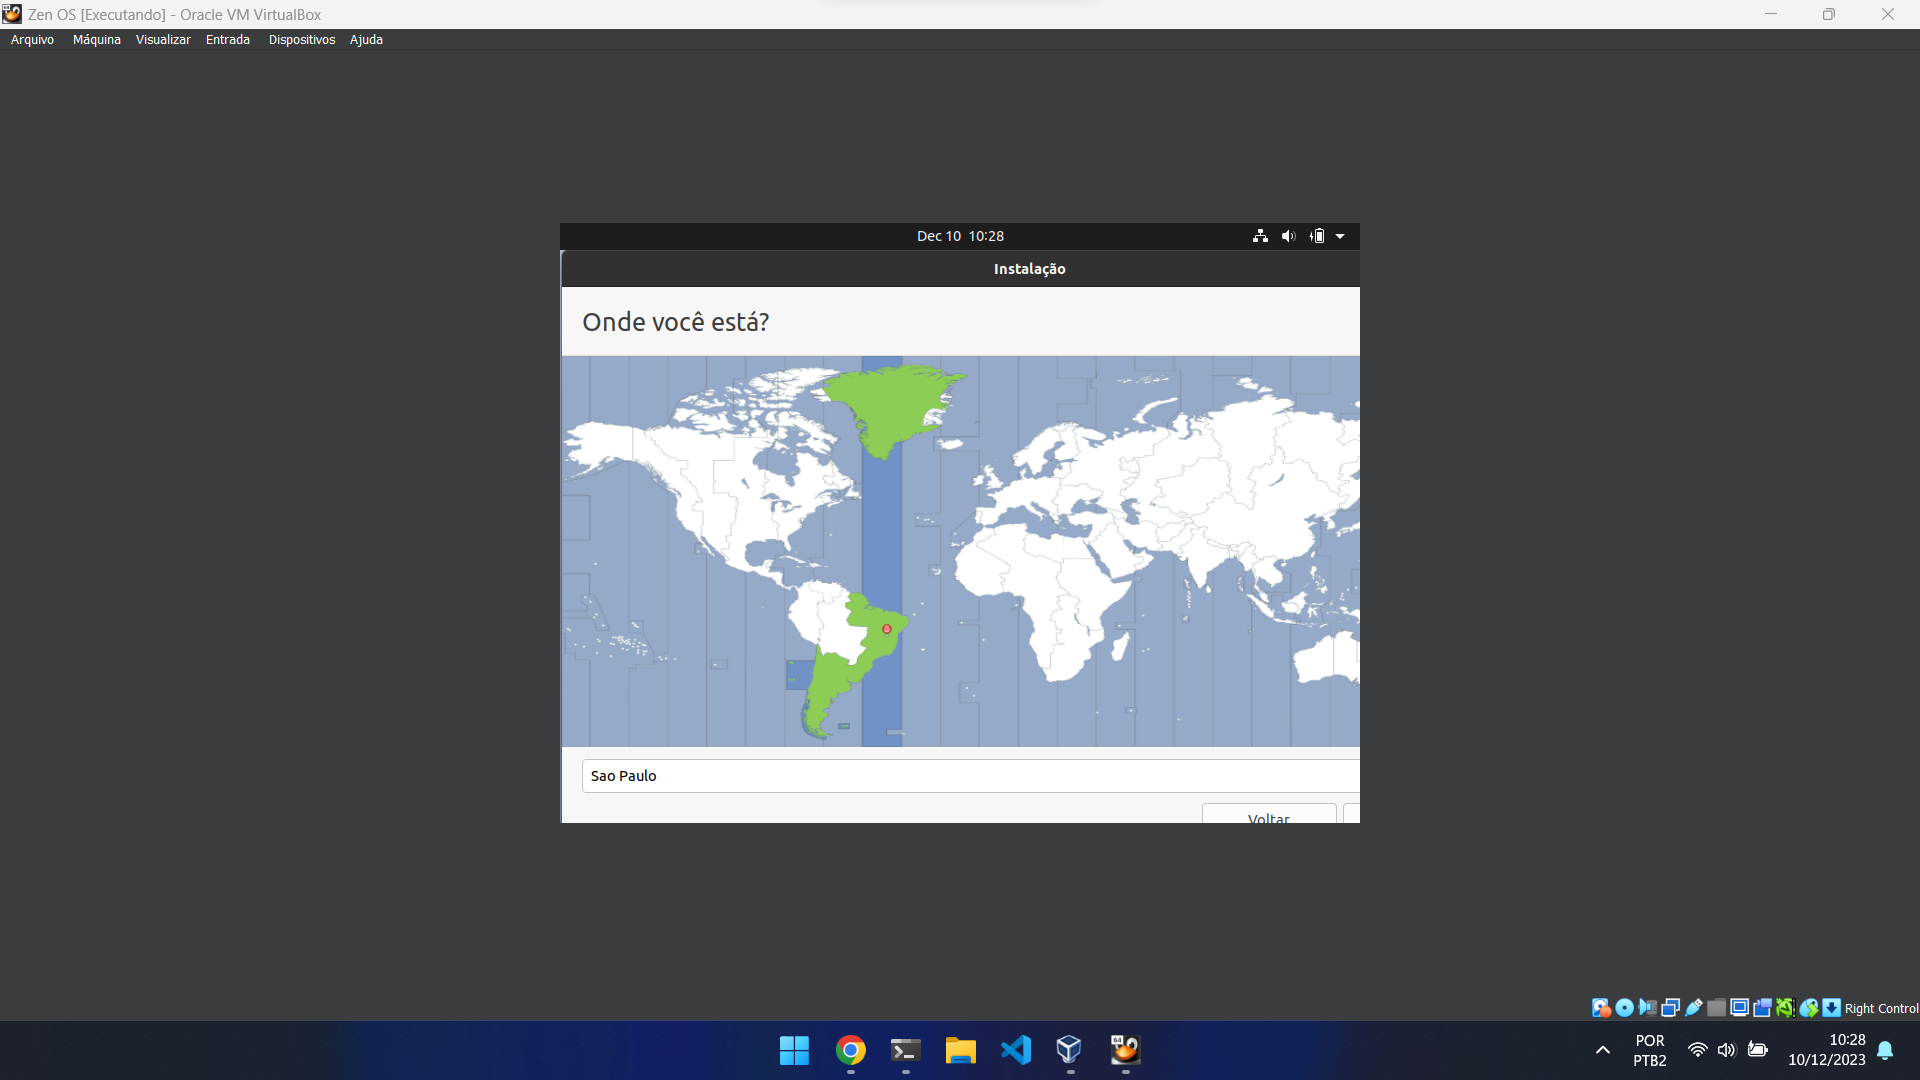 Zen OS [Executando] - Oracle VM VirtualBox
Arquivo Máquina Visualizar Entrada Dispositivos Ajuda
Dec 10 10:28
Instalação
Onde você está?
Sao Paulo
Voltar
Right Control
64
POR
PTB2
10:28
10/12/2023